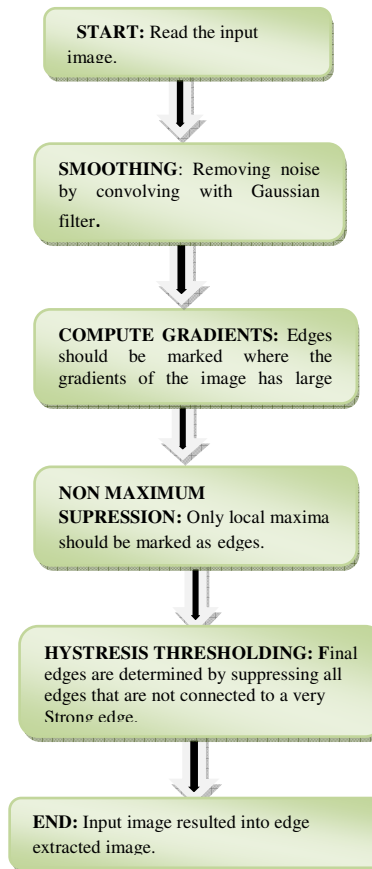 START: Read the input
image.
SMOOTHING: Removing noise
by convolving with Gaussian
filter.
COMPUTE GRADIENTS: Edges
should be marked where the
gradients of the image has large
NON MAXIMUM
SUPRESSION: Only local maxima
should be marked as edges.
HYSTRESIS THRESHOLDING: Final
edges are determined by suppressing all
edges that are not connected to a very
Strong edge.
END: Input image resulted into edge
extracted image.